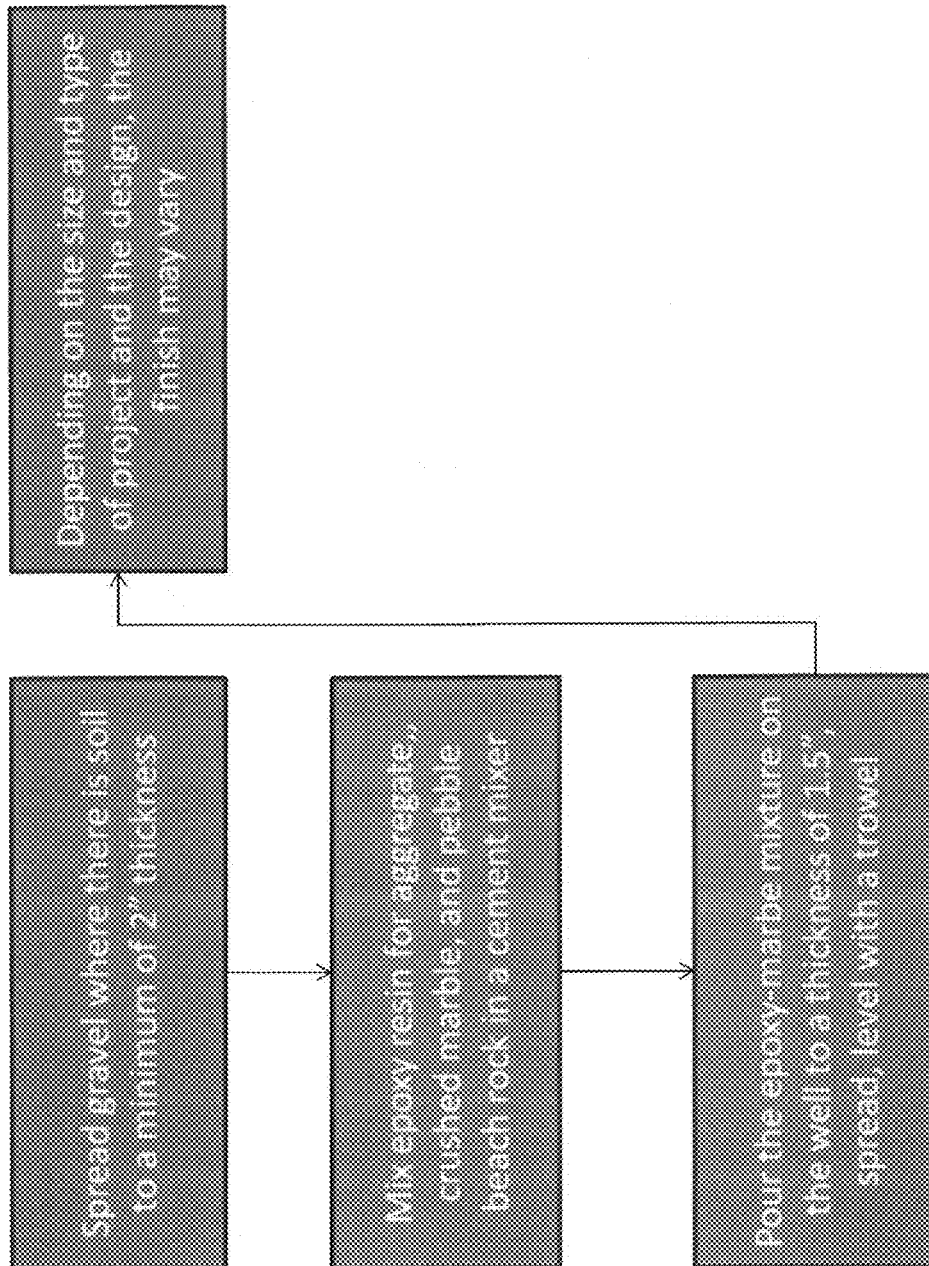 Spread gravel where there is soil
to a minimum of 2” thickness
Mix epoxy resin for aggregate,,
crushed marble, and pebble
beach rock in a cement mixer
Pour the epoxy-marbe mixture on
the well to a thickness of 1.5”,
spread, level with a trowel
Depending on the size and type
of project and the design, the
finish may vary